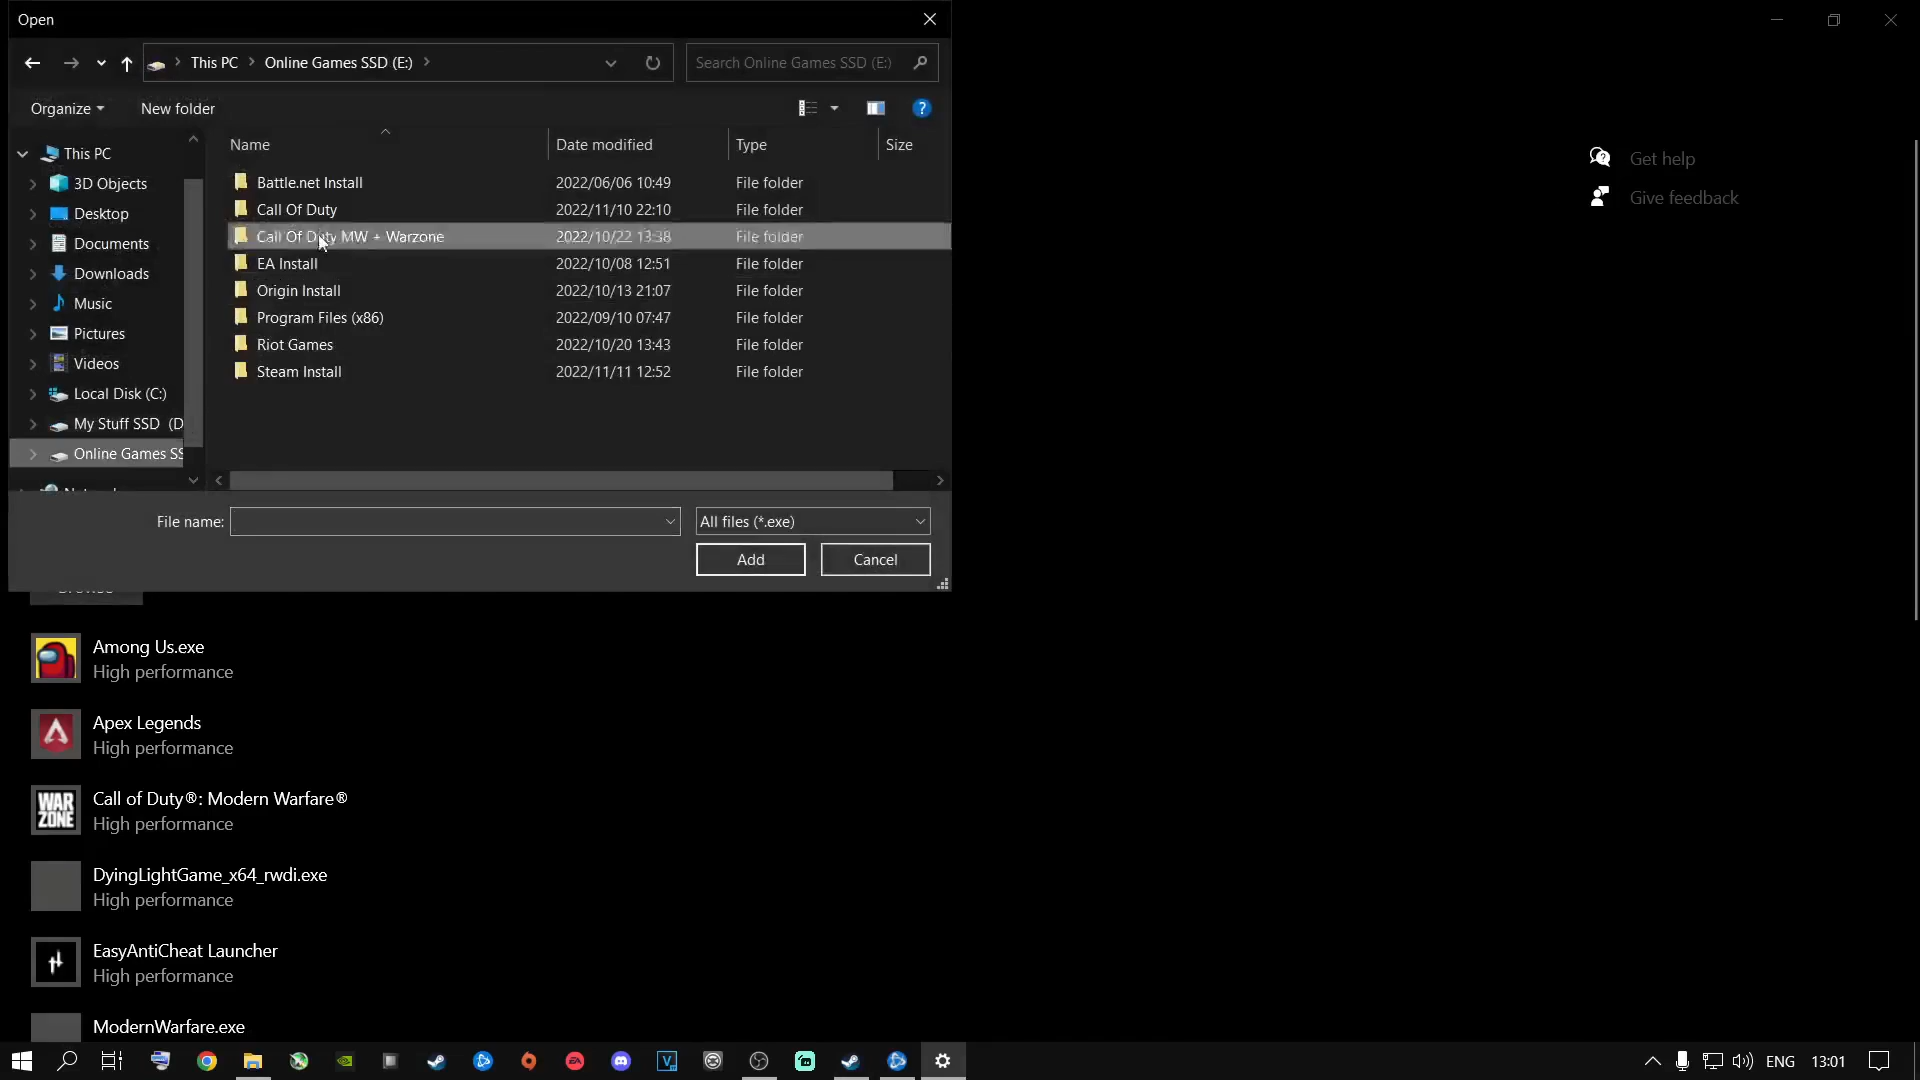 Open
This PC > Online Games SSD (E:) >
Search Online Games SSD (E:)
Organize
New folder
Name
Date modified
Type
Size
This PC
3D Objects
Desktop
Documents
Downloads
Music
Pictures
Videos
Local Disk (C:)
My Stuff SSD (D
Online Games SS
Battle.net Install 2022/06/06 10:49 File folder
Call Of Duty 2022/11/10 22:10 File folder
Call Of Duty MW + Warzone 2022/10/22 13:38 File folder
EA Install 2022/10/08 12:51 File folder
Origin Install 2022/10/13 21:07 File folder
Program Files (x86) 2022/09/10 07:47 File folder
Riot Games 2022/10/20 13:43 File folder
Steam Install 2022/11/11 12:52 File folder
File name:
All files (*.exe)
Add
Cancel
Get help
Give feedback
Among Us.exe
High performance
Apex Legends
High performance
WAR
ZONE
Call of Duty®: Modern Warfare®
High performance
DyingLightGame_x64_rwdi.exe
High performance
EasyAntiCheat Launcher
High performance
ModernWarfare.exe
ENG
13:01